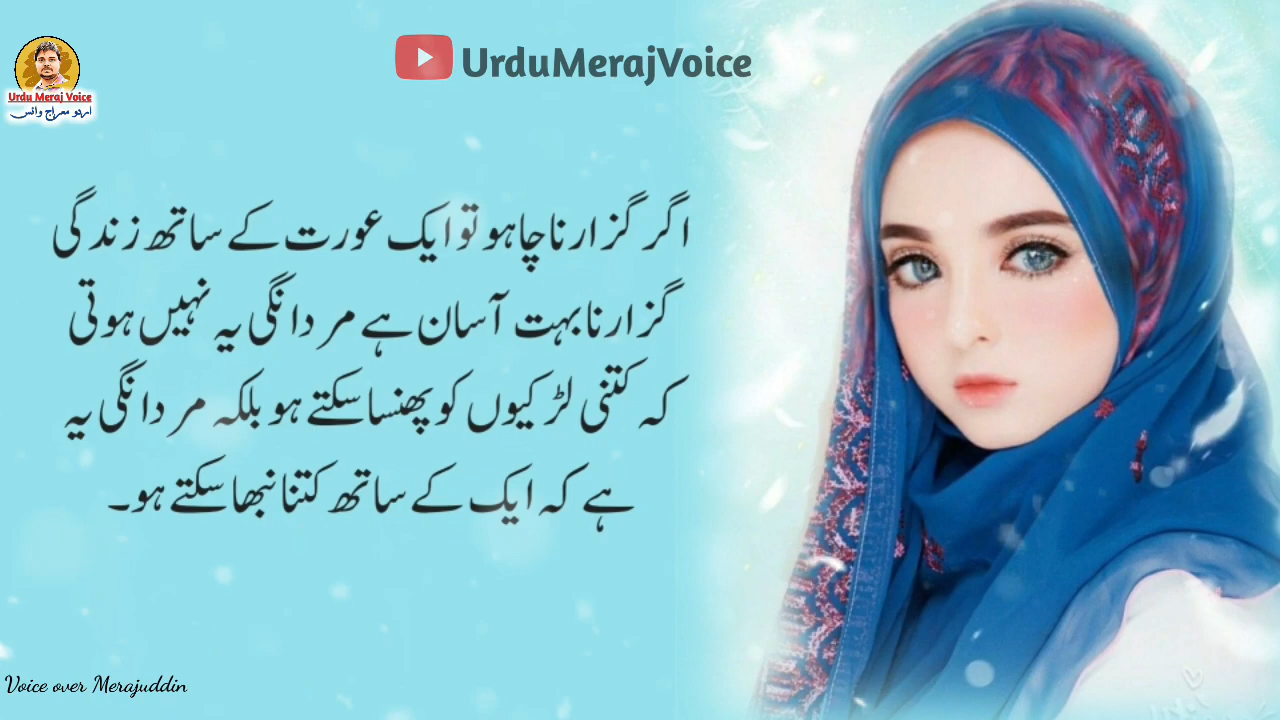 UrduMerajVoice
Urdu Meraj Voice
اردو معراج وائس
اگر گزارنا چاہو تو ایک عورت کے ساتھ زندگی
گزارنا بہت آسان ہے مردانگی یہ نہیں ہوتی
کہ کتنی لڑکیوں کو پھنسا سکتے ہو بلکہ مردانگی یہ
ہے کہ ایک کے ساتھ کتنا نبھا سکتے ہو۔
Voice over Merajuddin